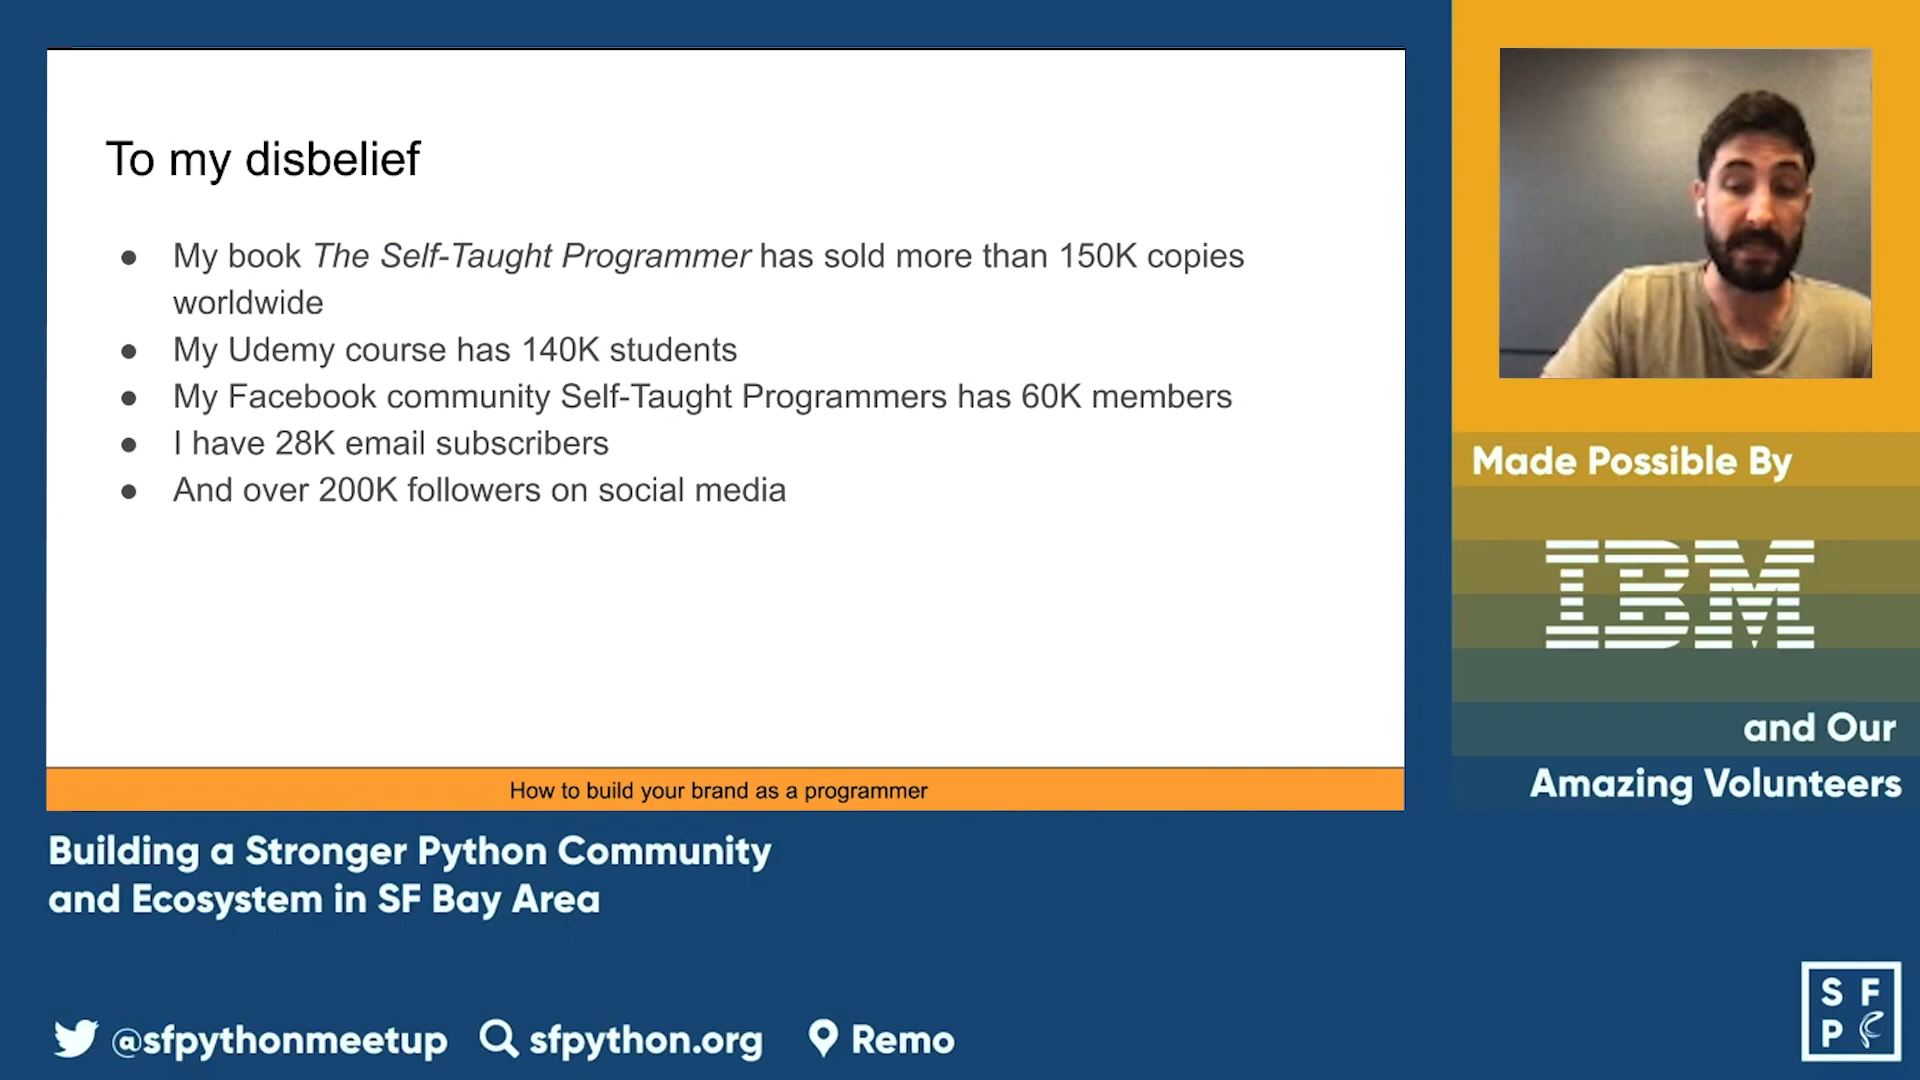 To my disbelief
● My book The Self-Taught Programmer has sold more than 150K copies
worldwide
● My Udemy course has 140K students
● My Facebook community Self-Taught Programmers has 60K members
● I have 28K email subscribers
● And over 200K followers on social media
How to build your brand as a programmer
Made Possible By
IBM
and Our
Amazing Volunteers
Building a Stronger Python Community
and Ecosystem in SF Bay Area
@sfpythonmeetup sfpython.org Remo
S F
P